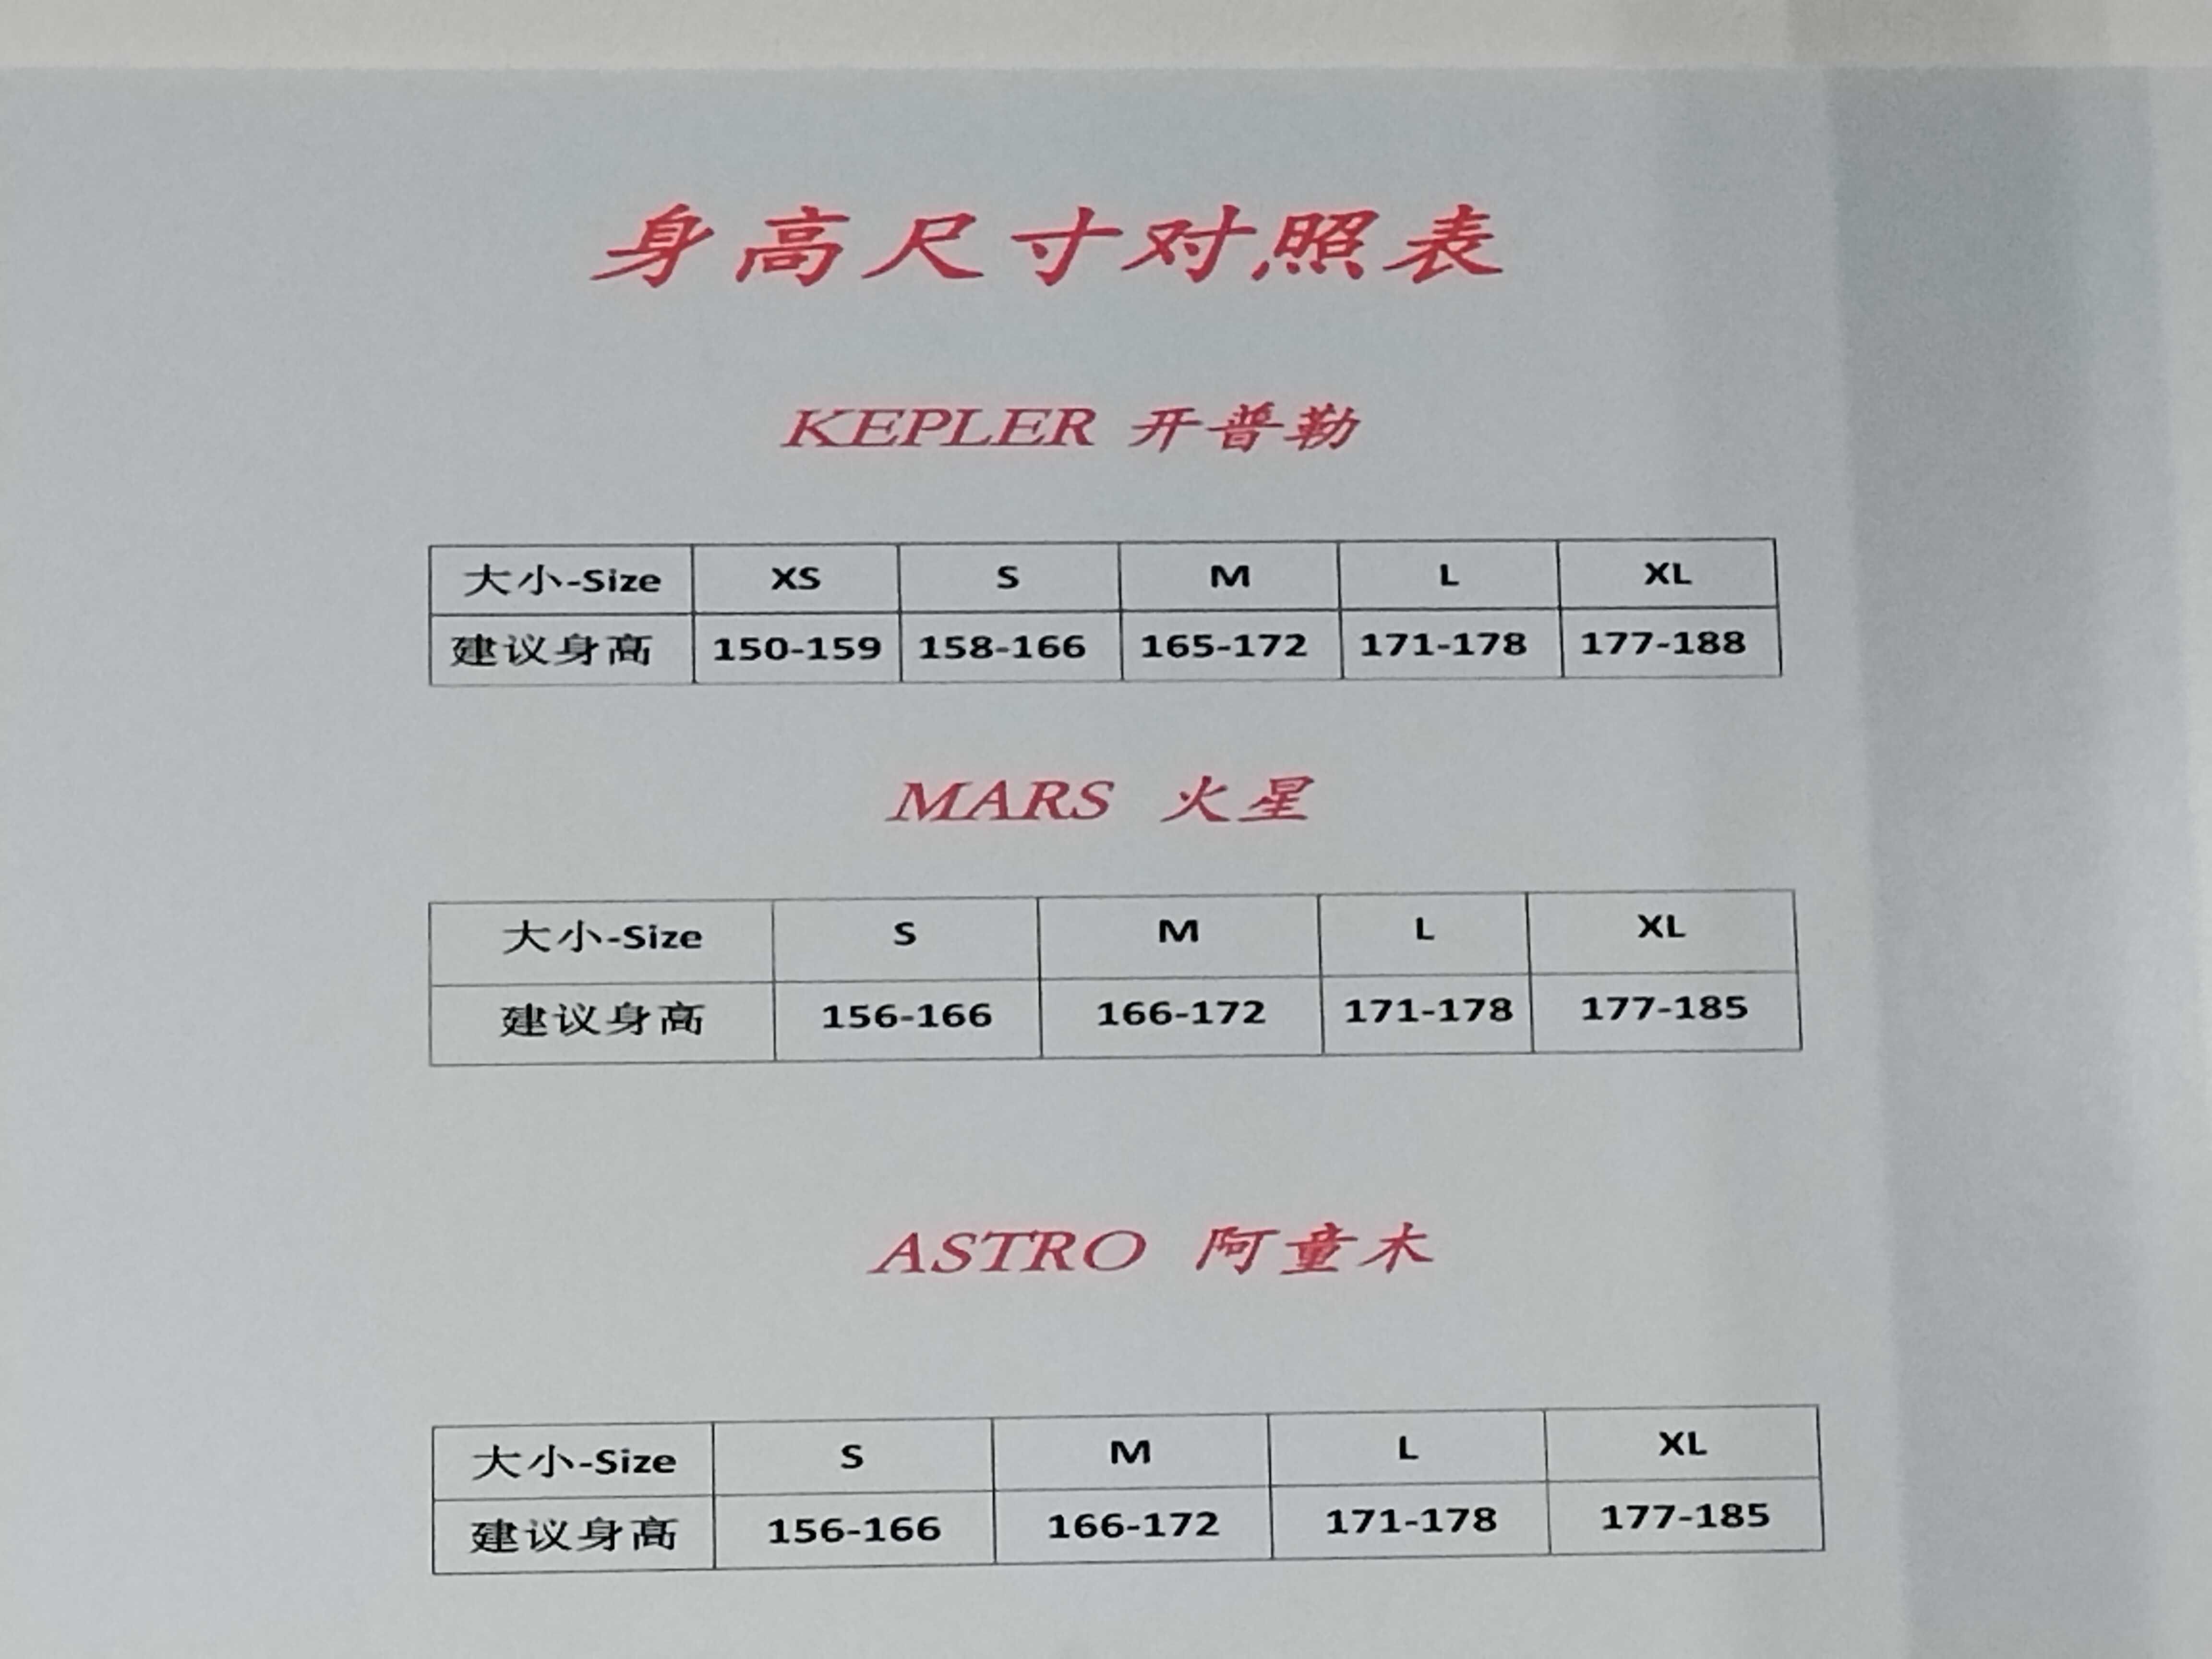 身高尺寸对照表
KEPLER 开普勒
大小-Size XS S M L XL
建议身高 150-159 158-166 165-172 171-178 177-188
MARS 火星
大小-Size S M L XL
建议身高 156-166 166-172 171-178 177-185
ASTRO 阿童木
大小-Size S M L XL
建议身高 156-166 166-172 171-178 177-185